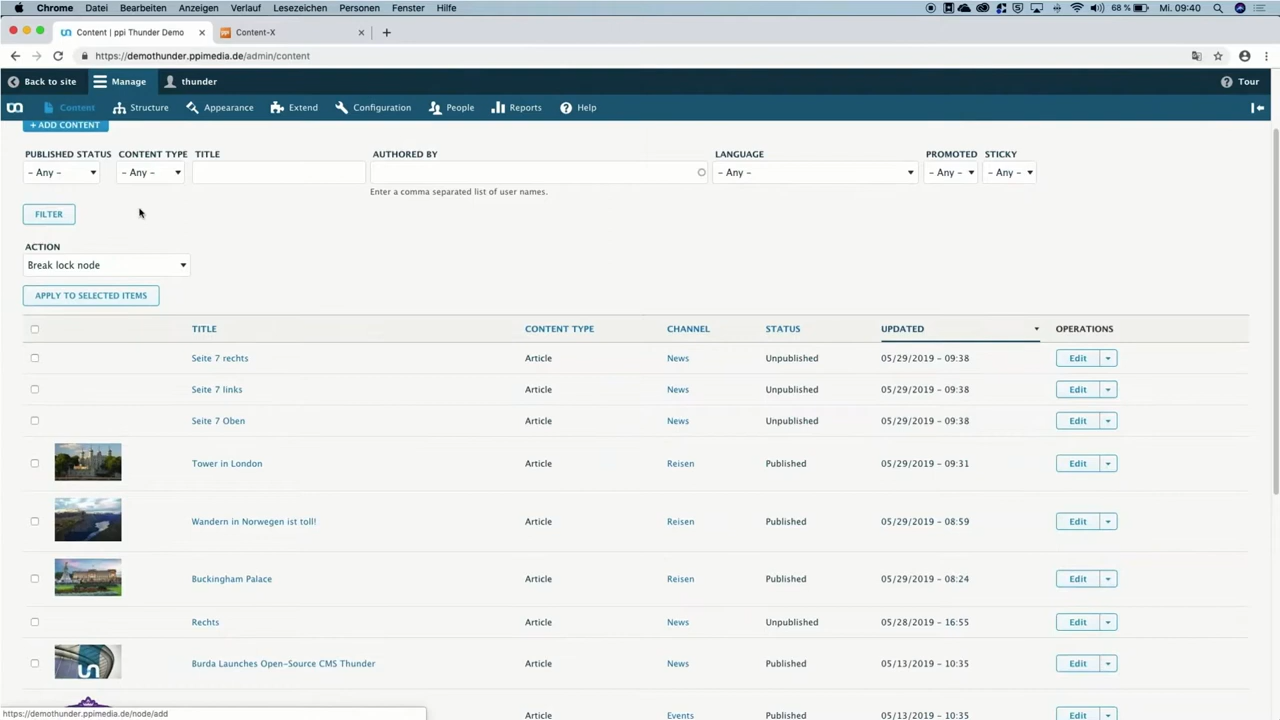 Chrome Datei Bearbeiten Anzeigen Verlauf Lesezeichen Personen Fenster Hilfe 5 68 % Mi. 09:40
Content | ppi Thunder Demo Content-X
https://demothunder.ppimedia.de/admin/content
Back to site Manage thunder Tour
Content Structure Appearance Extend Configuration People Reports Help
+ ADD CONTENT
PUBLISHED STATUS CONTENT TYPE TITLE AUTHORED BY LANGUAGE PROMOTED STICKY
- Any - - Any - - Any - - Any - - Any -
Enter a comma separated list of user names.
FILTER
ACTION
Break lock node
APPLY TO SELECTED ITEMS
TITLE CONTENT TYPE CHANNEL STATUS UPDATED OPERATIONS
Seite 7 rechts Article News Unpublished 05/29/2019 - 09:38 Edit
Seite 7 links Article News Unpublished 05/29/2019 - 09:38 Edit
Seite 7 Oben Article News Unpublished 05/29/2019 - 09:38 Edit
Tower in London Article Reisen Published 05/29/2019 - 09:31 Edit
Wandern in Norwegen ist toll! Article Reisen Published 05/29/2019 - 08:59 Edit
Buckingham Palace Article Reisen Published 05/29/2019 - 08:24 Edit
Rechts Article News Unpublished 05/28/2019 - 16:55 Edit
Burda Launches Open-Source CMS Thunder Article News Published 05/13/2019 - 10:35 Edit
Article Events Published 05/13/2019 - 10:35 Edit
https://demothunder.ppimedia.de/node/add